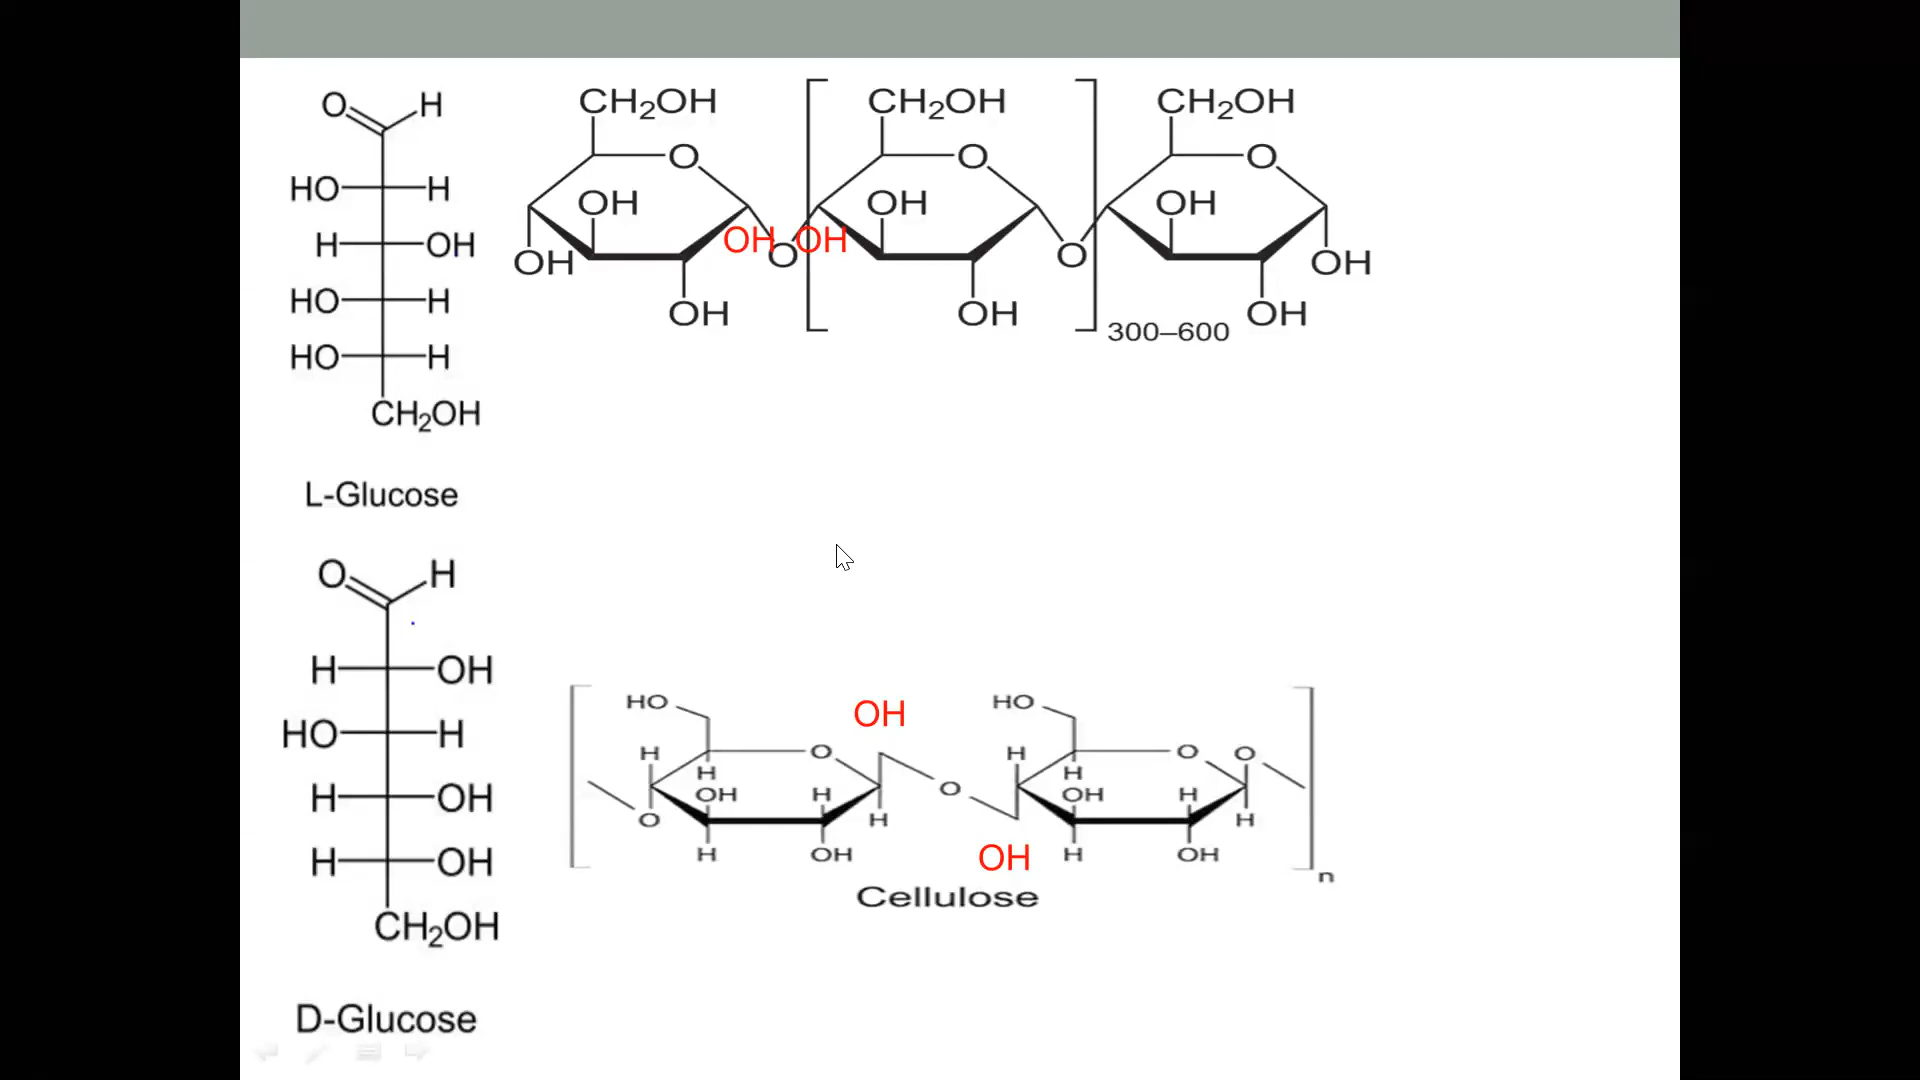 O H
HO H
H OH
HO H
HO H
CH2OH
L-Glucose
CH2OH CH2OH CH2OH
O O O
OH OH OH
OH OH OH O O OH
OH OH OH
300–600
O H
H OH
HO H
H OH
H OH
CH2OH
D-Glucose
HO OH HO
H O H O O
H H
OH H O OH H
O H H
H OH OH H OH
n
Cellulose